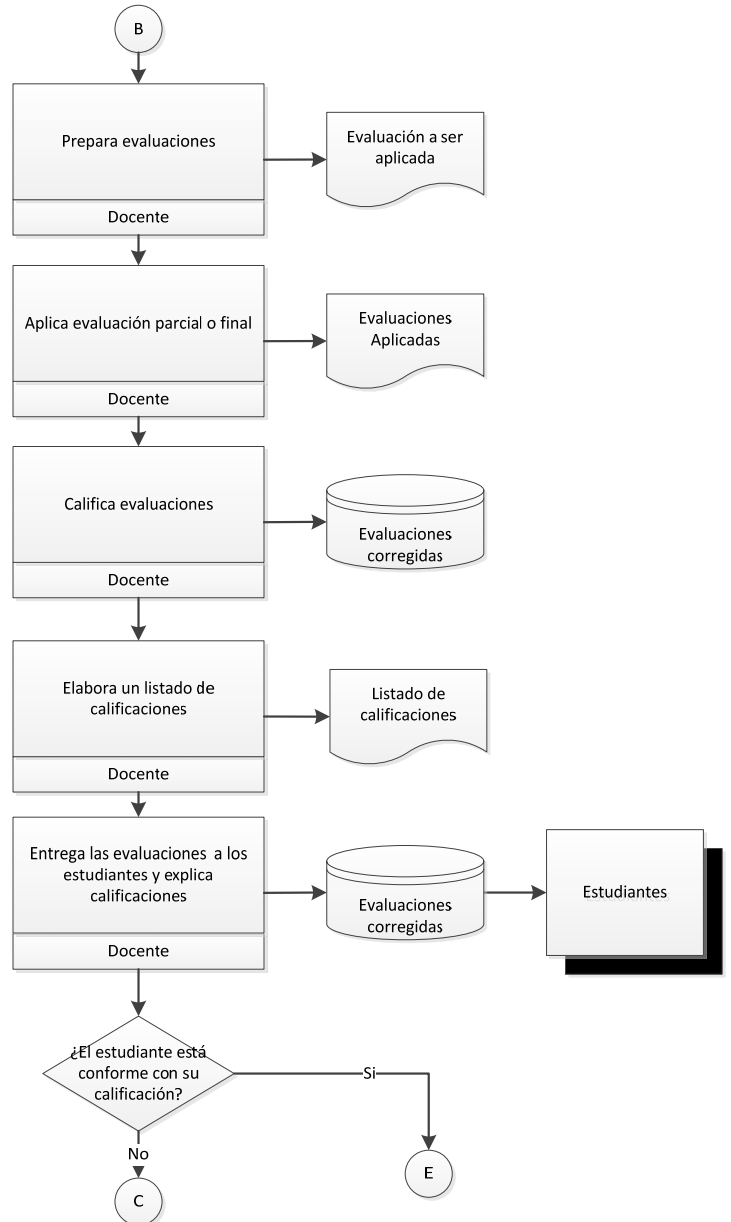 B
Prepara evaluaciones
Docente
Evaluación a ser
aplicada
Aplica evaluación parcial o final
Docente
Evaluaciones
Aplicadas
Califica evaluaciones
Docente
Evaluaciones
corregidas
Elabora un listado de
calificaciones
Docente
Listado de
calificaciones
Entrega las evaluaciones a los
estudiantes y explica
calificaciones
Docente
Evaluaciones
corregidas
Estudiantes
¿El estudiante está
conforme con su
calificación?
Si
No
E
C